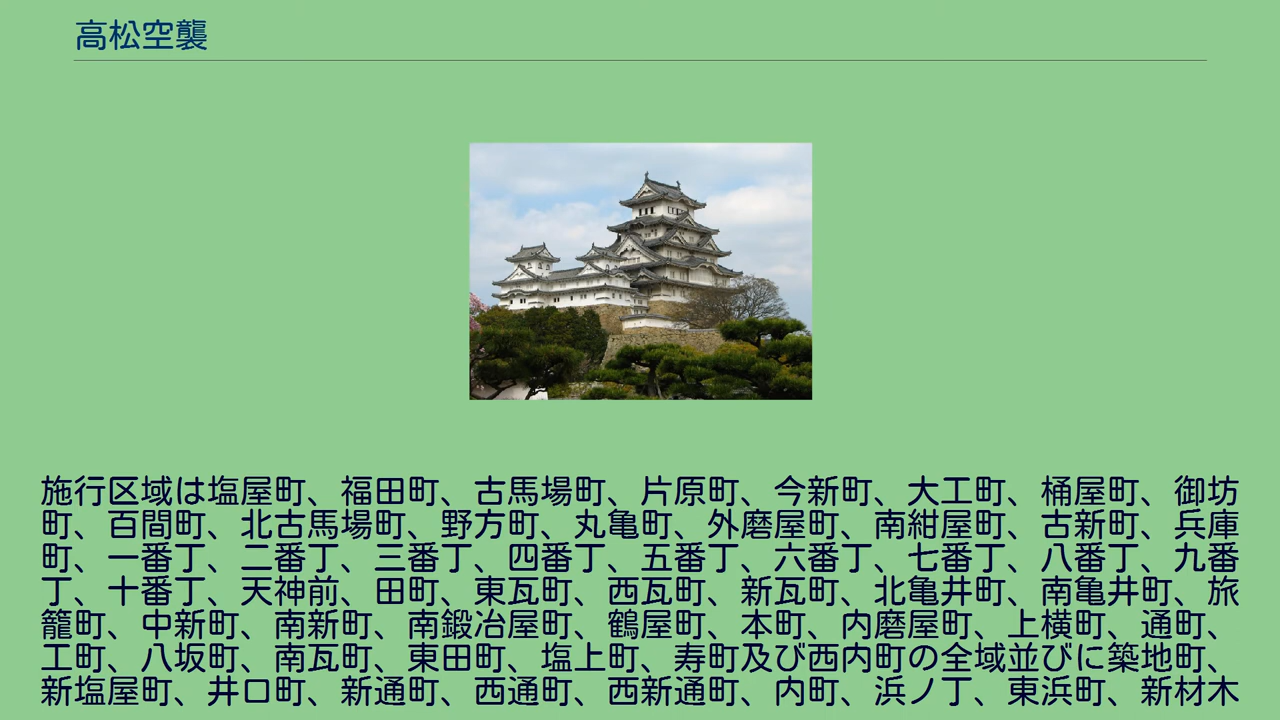 高松空襲
施行区域は塩屋町、福田町、古馬場町、片原町、今新町、大工町、桶屋町、御坊
町、百間町、北古馬場町、野方町、丸亀町、外磨屋町、南紺屋町、古新町、兵庫
町、一番丁、二番丁、三番丁、四番丁、五番丁、六番丁、七番丁、八番丁、九番
丁、十番丁、天神前、田町、東瓦町、西瓦町、新瓦町、北亀井町、南亀井町、旅
籠町、中新町、南新町、南鍛冶屋町、鶴屋町、本町、内磨屋町、上横町、通町、
工町、八坂町、南瓦町、東田町、塩上町、寿町及び西内町の全域並びに築地町、
新塩屋町、井口町、新通町、西通町、西新通町、内町、浜ノ丁、東浜町、新材木